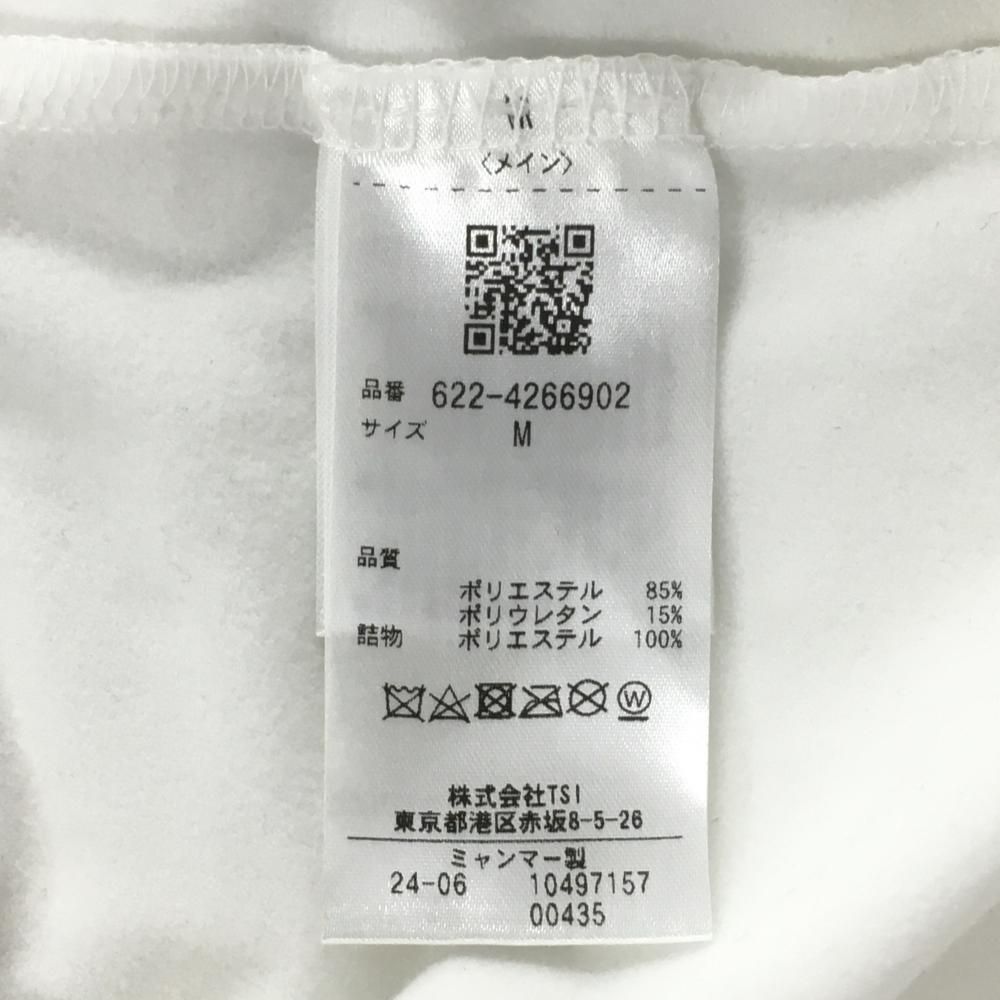 〈メイン〉
品番 622-4266902
サイズ M
品質
ポリエステル 85%
ポリウレタン 15%
詰物 ポリエステル 100%
W
株式会社TSI
東京都港区赤坂8-5-26
ミャンマー製
24-06 10497157
00435